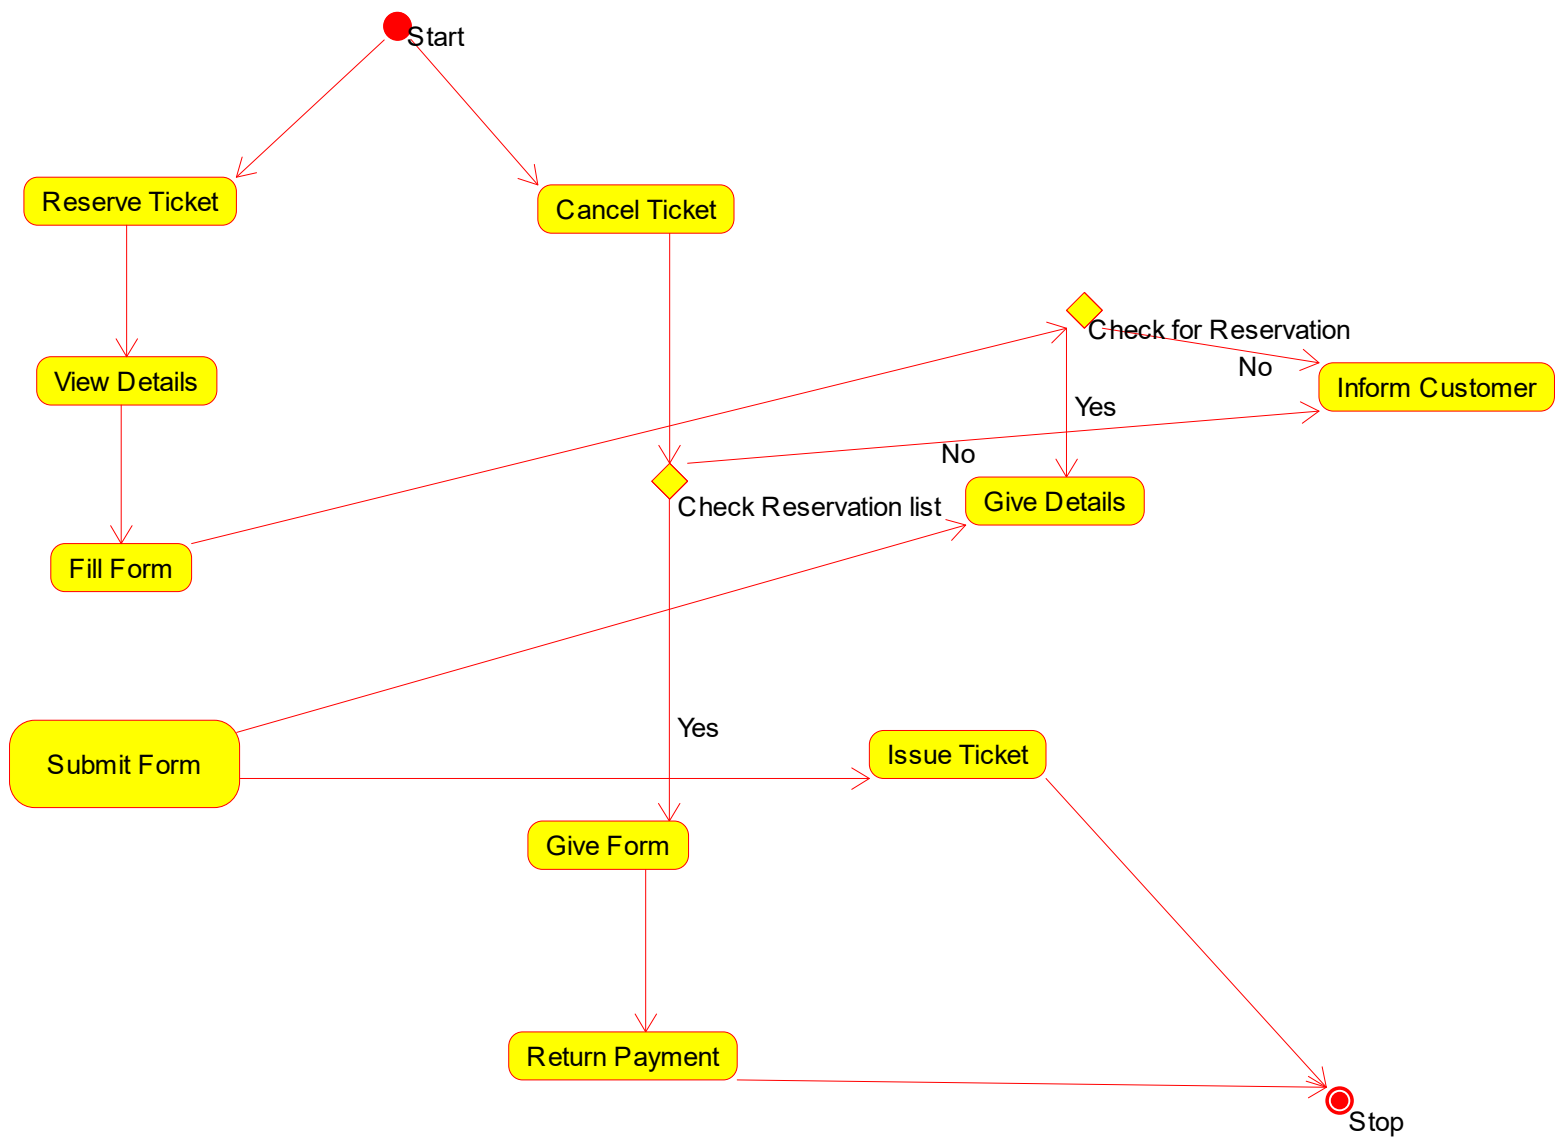 Start
Reserve Ticket
Cancel Ticket
Check for Reservation
No
View Details
Inform Customer
Yes
No
Give Details
Check Reservation list
Fill Form
Yes
Submit Form
Issue Ticket
Give Form
Return Payment
Stop